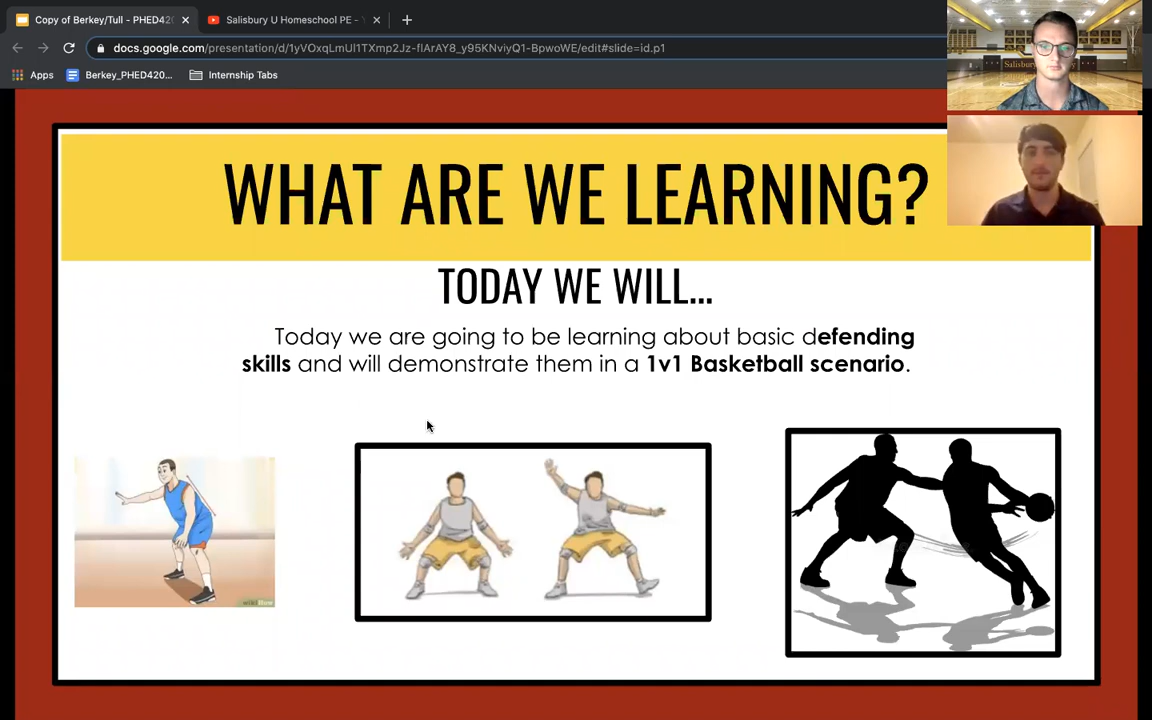 Copy of Berkey/Tull - PHED42
Salisbury U Homeschool PE -
docs.google.com/presentation/d/1yVOxqLmUl1TXmp2Jz-flArAY8_y95KNviyQ1-BpwoWE/edit#slide=id.p1
Apps Berkey_PHED420... Internship Tabs
WHAT ARE WE LEARNING?
TODAY WE WILL...
Today we are going to be learning about basic defending
skills and will demonstrate them in a 1v1 Basketball scenario.
wikiHow